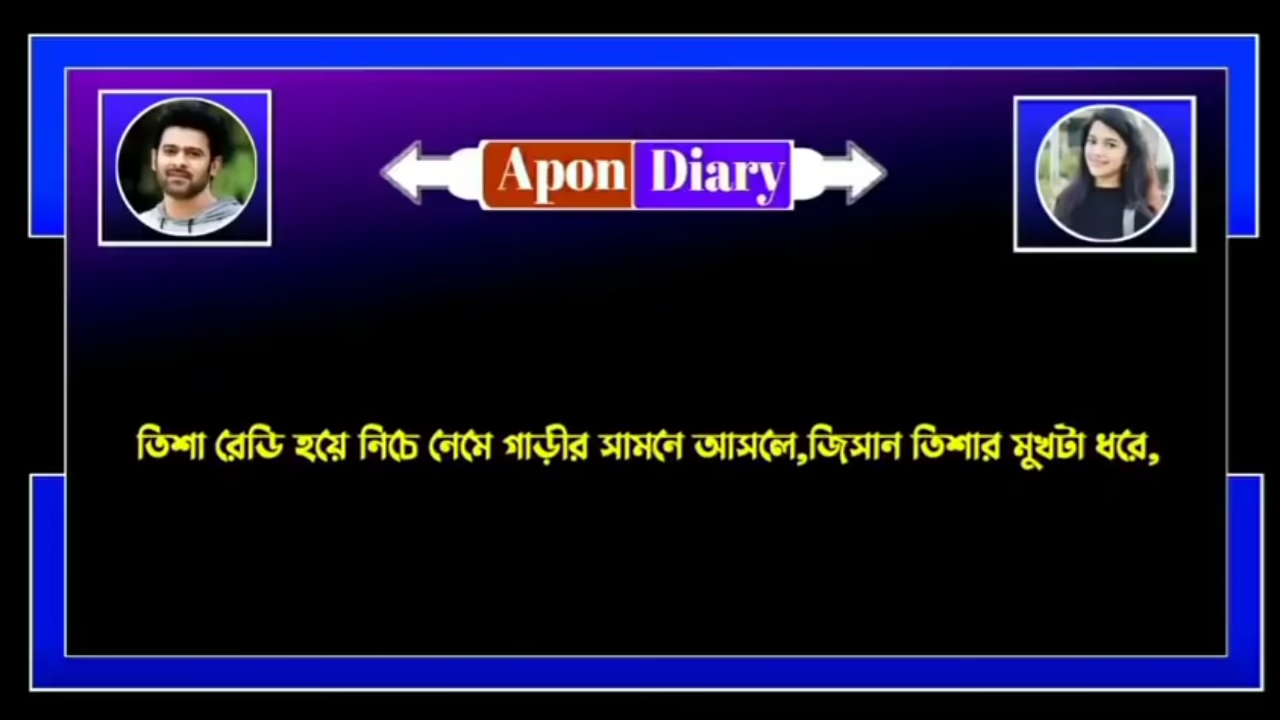 Apon Diary
তিশা রেডি হয়ে নিচে নেমে গাড়ীর সামনে আসলে,জিসান তিশার মুখটা ধরে,